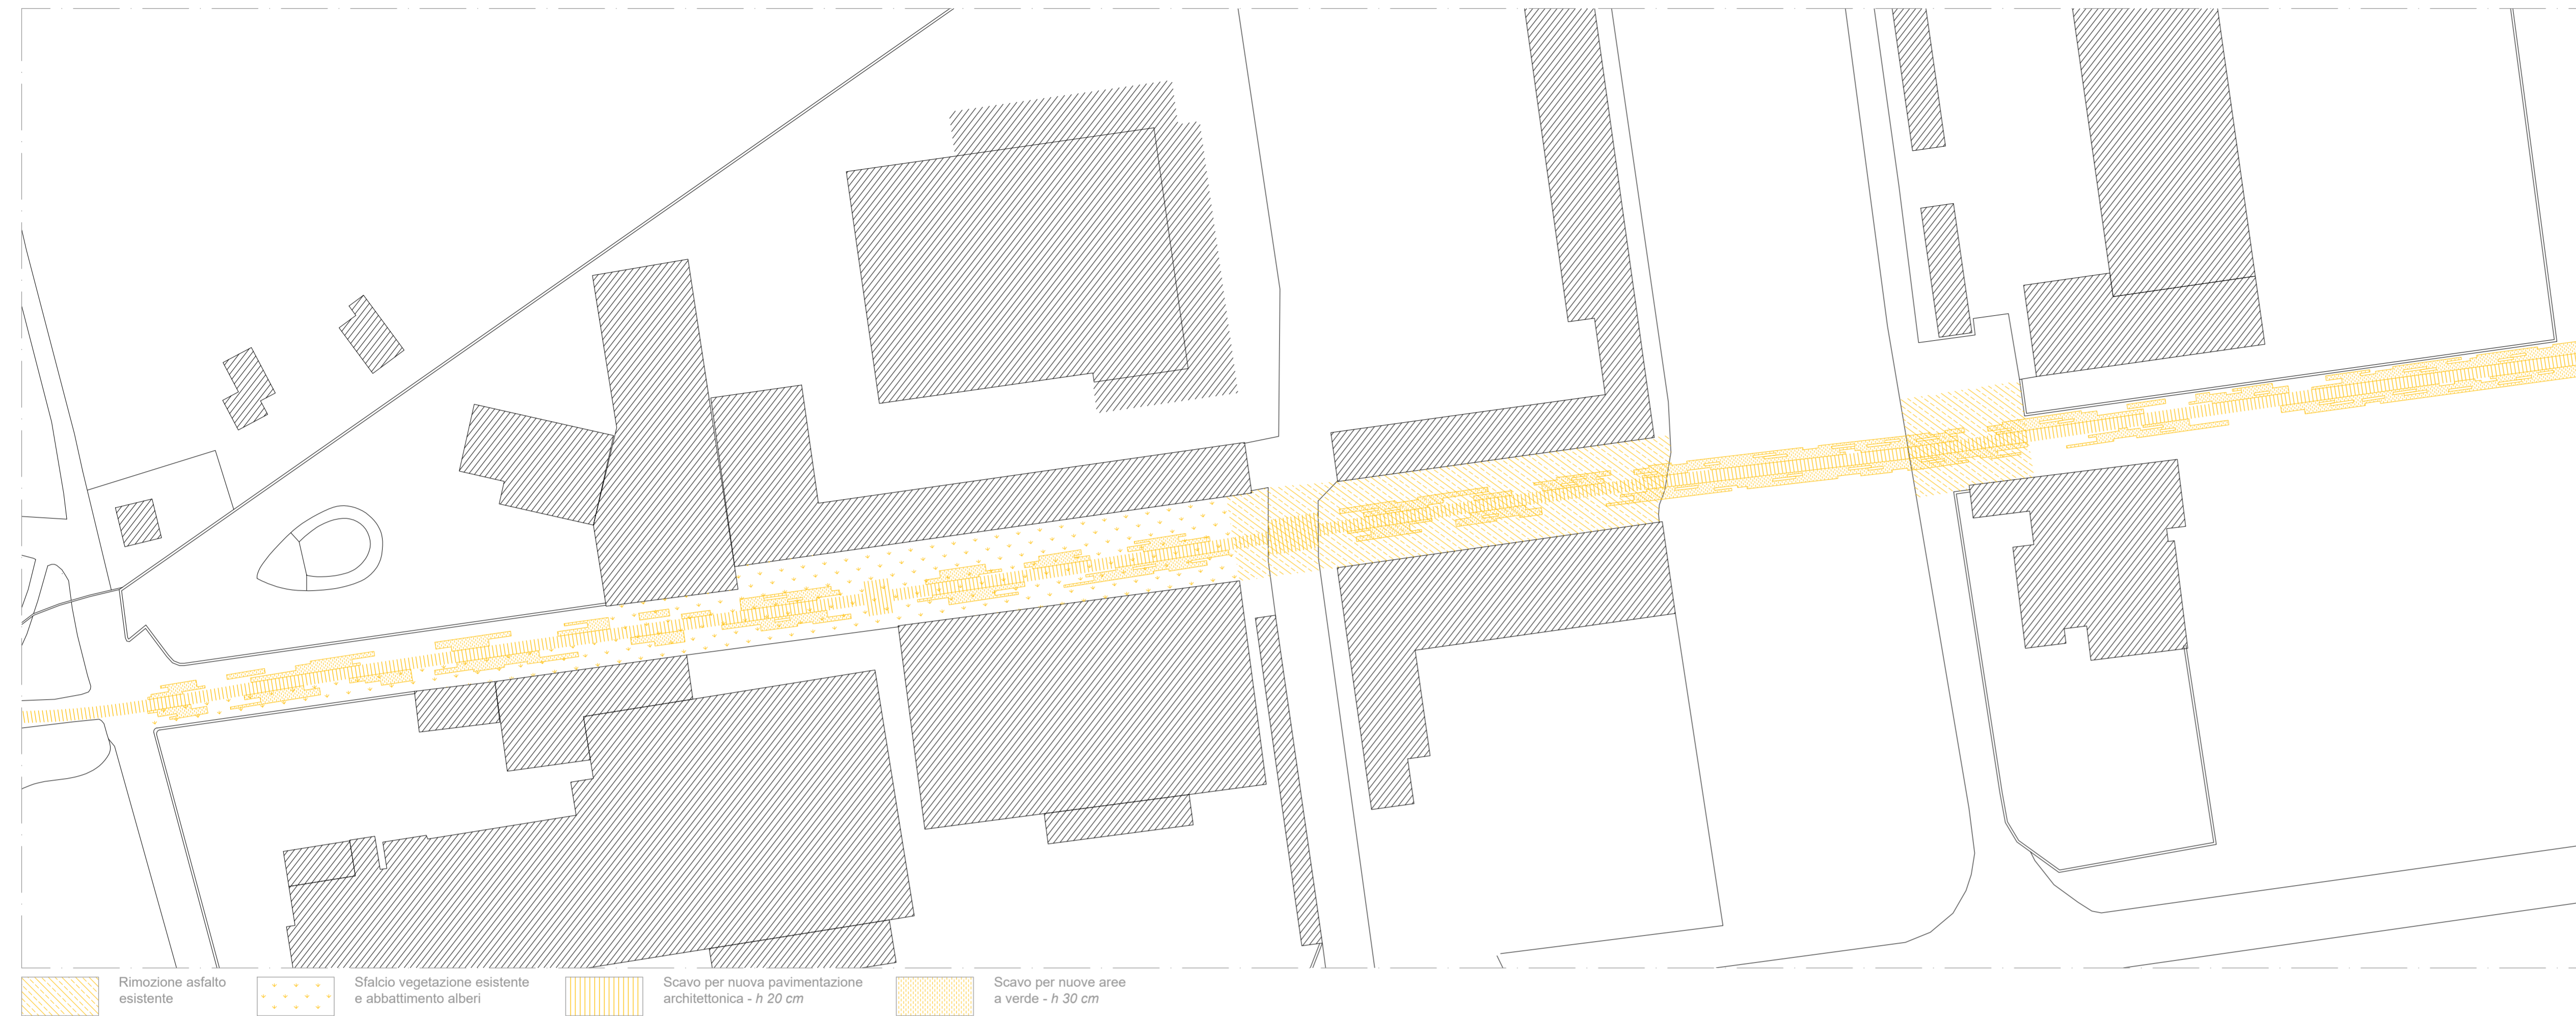 Rimozione asfalto
esistente
Sfalcio vegetazione esistente
e abbattimento alberi
Scavo per nuova pavimentazione
architettonica - h 20 cm
Scavo per nuove aree
a verde - h 30 cm